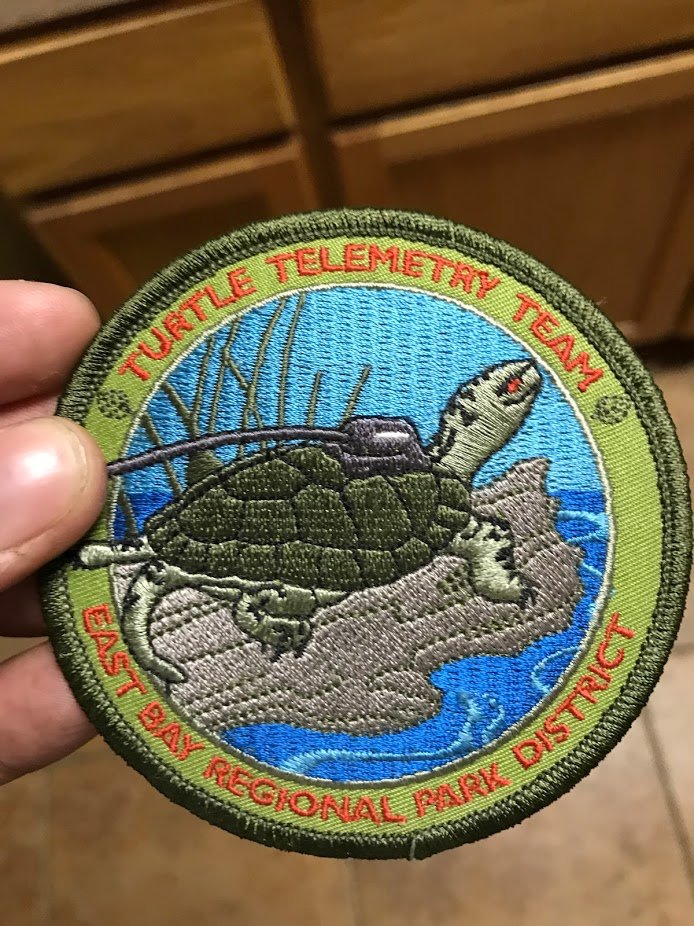 TURTLE TELEMETRY TEAM
EAST BAY REGIONAL PARK DISTRICT